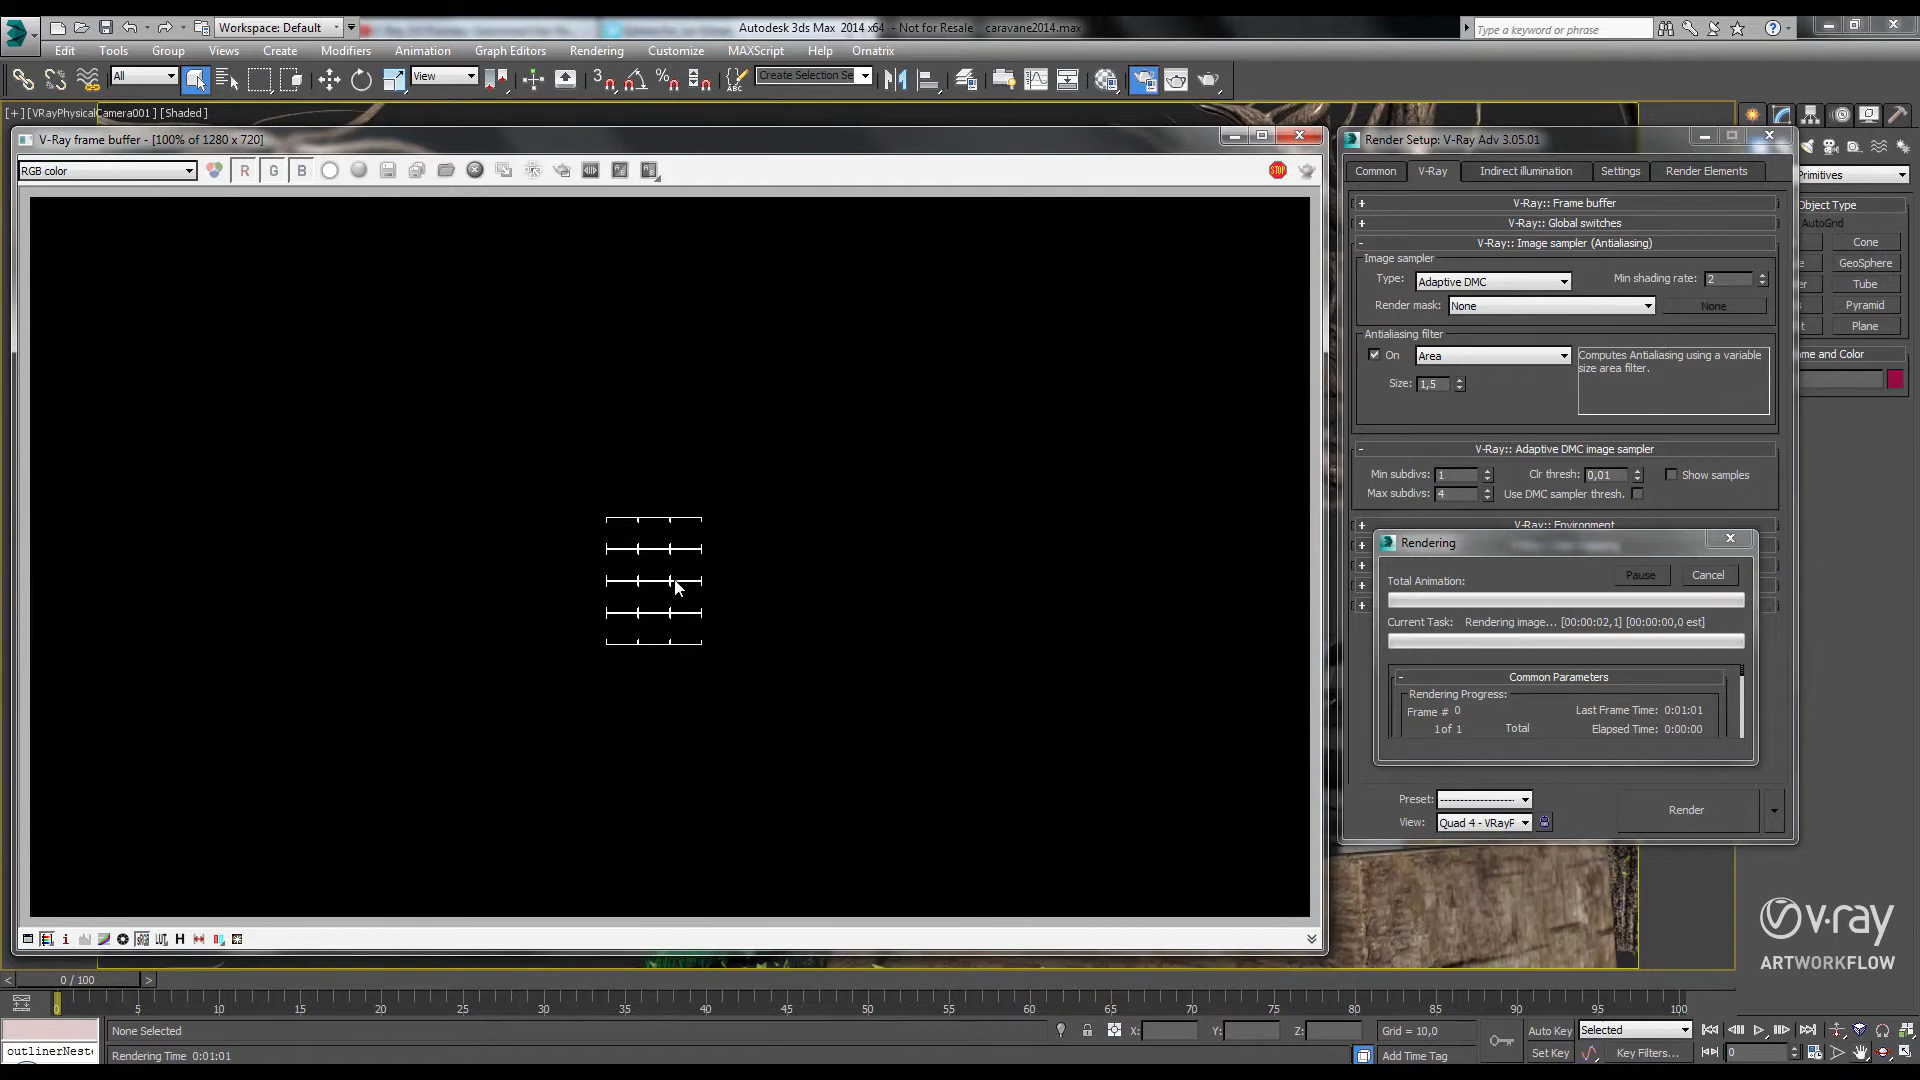 Workspace: Default
Autodesk 3ds Max 2014 x64 - Not for Resale caravane2014.max
Type a keyword or phrase
Edit Tools Group Views Create Modifiers Animation Graph Editors Rendering Customize MAXScript Help Ornatrix
All
View
Create Selection Se
[+] [VRayPhysicalCamera001 ] [Shaded ]
V-Ray frame buffer - [100% of 1280 x 720]
RGB color
R G B
STOP
Render Setup: V-Ray Adv 3.05.01
Common V-Ray Indirect illumination Settings Render Elements
V-Ray:: Frame buffer
V-Ray:: Global switches
V-Ray:: Image sampler (Antialiasing)
Image sampler
Type: Adaptive DMC Min shading rate: 2
Render mask: None None
Antialiasing filter
On Area
Computes Antialiasing using a variable
size area filter.
Size: 1,5
V-Ray:: Adaptive DMC image sampler
Min subdivs: 1 Clr thresh: 0,01 Show samples
Max subdivs: 4 Use DMC sampler thresh.
V-Ray:: Environment
Rendering
Total Animation: Pause Cancel
Current Task: Rendering image... [00:00:02,1] [00:00:00,0 est]
Common Parameters
Rendering Progress:
Frame # 0 Last Frame Time: 0:01:01
1 of 1 Total Elapsed Time: 0:00:00
Preset: --------------------
View: Quad 4 - VRayP
Render
Primitives
Object Type
AutoGrid
Cone
GeoSphere
Tube
Pyramid
Plane
me and Color
v-ray
ARTWORKFLOW
0 / 100
0 5 10 15 20 25 30 35 40 45 50 55 60 65 70 75 80 85 90 95 100
None Selected
X: Y: Z: Grid = 10,0
Auto Key Selected
outlinerNeste
Rendering Time 0:01:01
Add Time Tag
Set Key Key Filters...
0